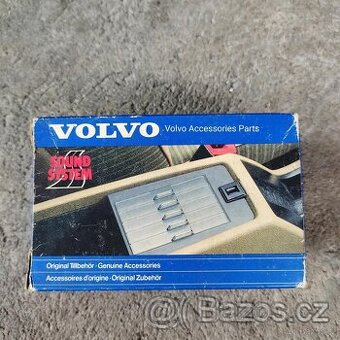 VOLVO Volvo Accessories Parts
SOUND
SYSTEM
Original Tillbehör · Genuine Accessories
Accessoires d'origine · Original Zubehör
Bazos.cz